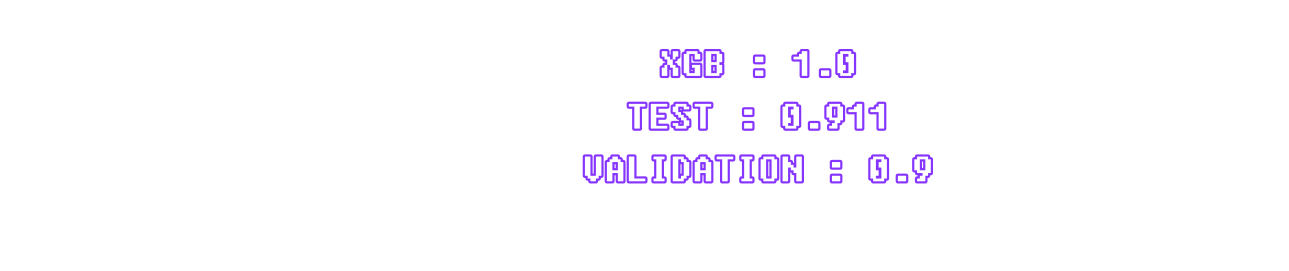 XGB : 1.0
TEST : 0.911
VALIDATION : 0.9